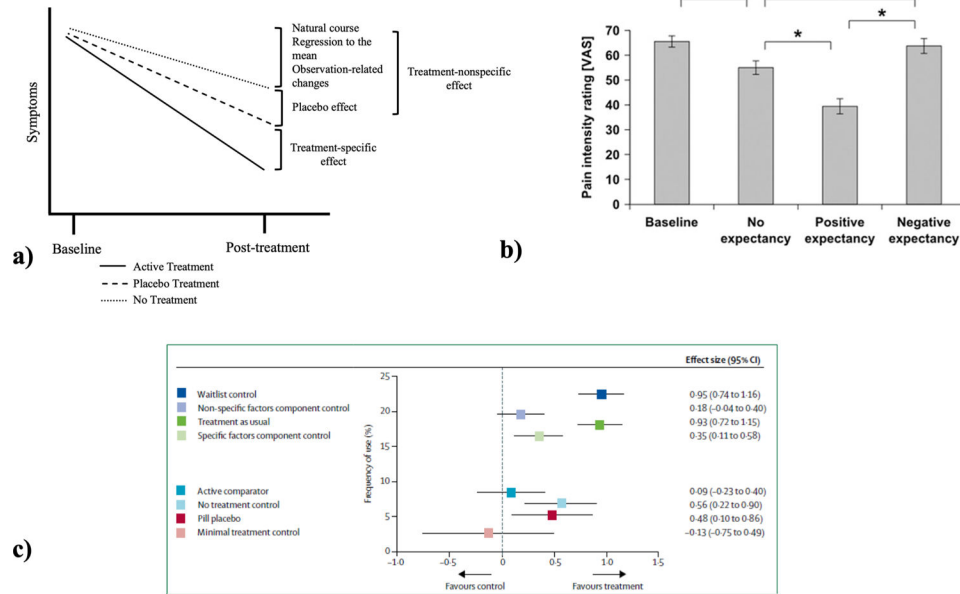 Symptoms
Natural course
Regression to the
mean
Observation-related
changes
Placebo effect
Treatment-specific
effect
Treatment-nonspecific
effect
Baseline
Post-treatment
a)
Active Treatment
Placebo Treatment
No Treatment
*
*
Pain intensity rating [VAS]
70
60
50
40
30
20
10
0
Baseline
No
expectancy
Positive
expectancy
Negative
expectancy
b)
Effect size (95% CI)
Waitlist control
Non-specific factors component control
Treatment as usual
Specific factors component control
Active comparator
No treatment control
Pill placebo
Minimal treatment control
Frequency of use (%)
25
20
15
10
5
0
-1·0
-0·5
0
0·5
1·0
1·5
Favours control
Favours treatment
0·95 (0·74 to 1·16)
0·18 (–0·04 to 0·40)
0·93 (0·72 to 1·15)
0·35 (0·11 to 0·58)
0·09 (–0·23 to 0·40)
0·56 (0·22 to 0·90)
0·48 (0·10 to 0·86)
–0·13 (–0·75 to 0·49)
c)